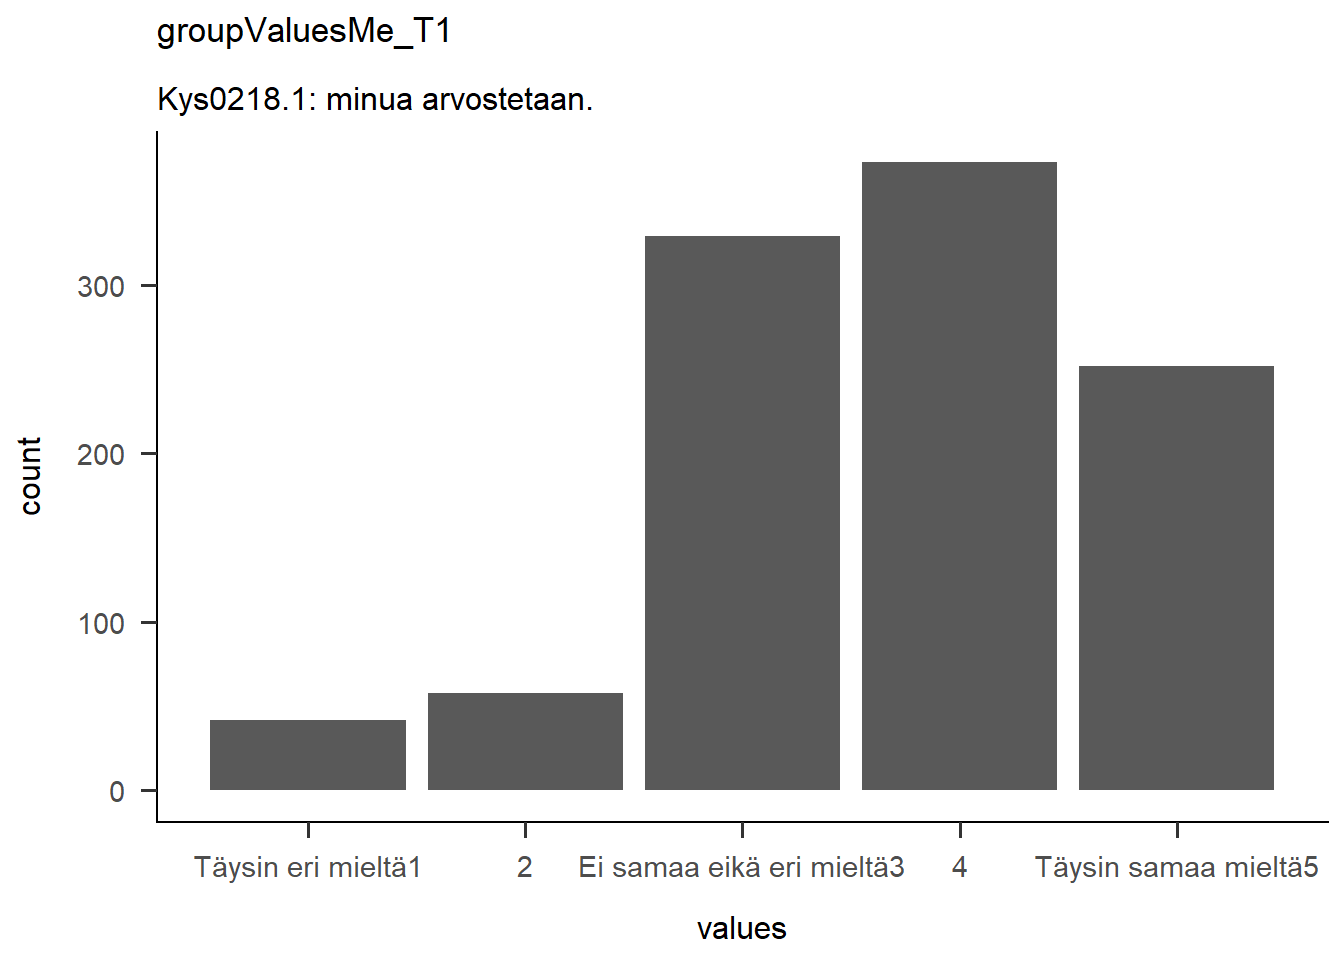 groupValuesMe_T1
Kys0218.1: minua arvostetaan.
count
300
200
100
0
Täysin eri mieltä1
2
Ei samaa eikä eri mieltä3
4
Täysin samaa mieltä5
values